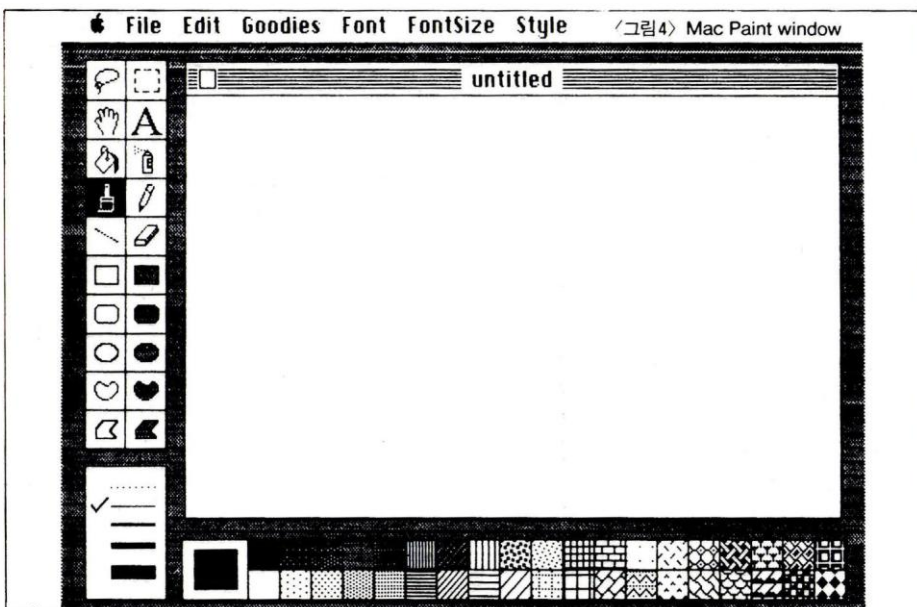 File Edit Goodies Font FontSize Style 〈그림4〉 Mac Paint window
untitled
A